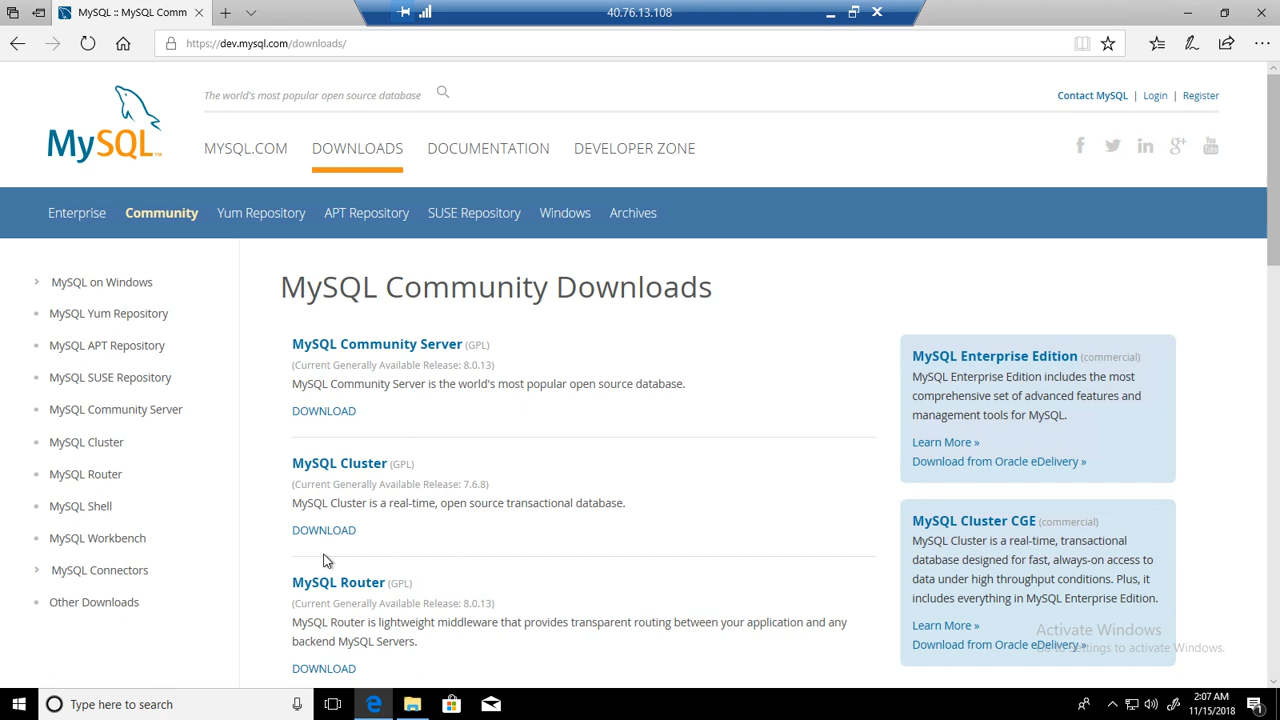 MySQL :: MySQL Comm
40.76.13.108
https://dev.mysql.com/downloads/
The world's most popular open source database
Contact MySQL | Login | Register
MySQL™
MYSQL.COM DOWNLOADS DOCUMENTATION DEVELOPER ZONE
Enterprise Community Yum Repository APT Repository SUSE Repository Windows Archives
MySQL on Windows
MySQL Yum Repository
MySQL APT Repository
MySQL SUSE Repository
MySQL Community Server
MySQL Cluster
MySQL Router
MySQL Shell
MySQL Workbench
MySQL Connectors
Other Downloads
MySQL Community Downloads
MySQL Community Server (GPL)
(Current Generally Available Release: 8.0.13)
MySQL Community Server is the world's most popular open source database.
DOWNLOAD
MySQL Cluster (GPL)
(Current Generally Available Release: 7.6.8)
MySQL Cluster is a real-time, open source transactional database.
DOWNLOAD
MySQL Router (GPL)
(Current Generally Available Release: 8.0.13)
MySQL Router is lightweight middleware that provides transparent routing between your application and any
backend MySQL Servers.
DOWNLOAD
MySQL Enterprise Edition (commercial)
MySQL Enterprise Edition includes the most
comprehensive set of advanced features and
management tools for MySQL.
Learn More »
Download from Oracle eDelivery »
MySQL Cluster CGE (commercial)
MySQL Cluster is a real-time, transactional
database designed for fast, always-on access to
data under high throughput conditions. Plus, it
includes everything in MySQL Enterprise Edition.
Learn More »
Download from Oracle eDelivery »
Activate Windows
Go to Settings to activate Windows.
Type here to search
2:07 AM
11/15/2018
1